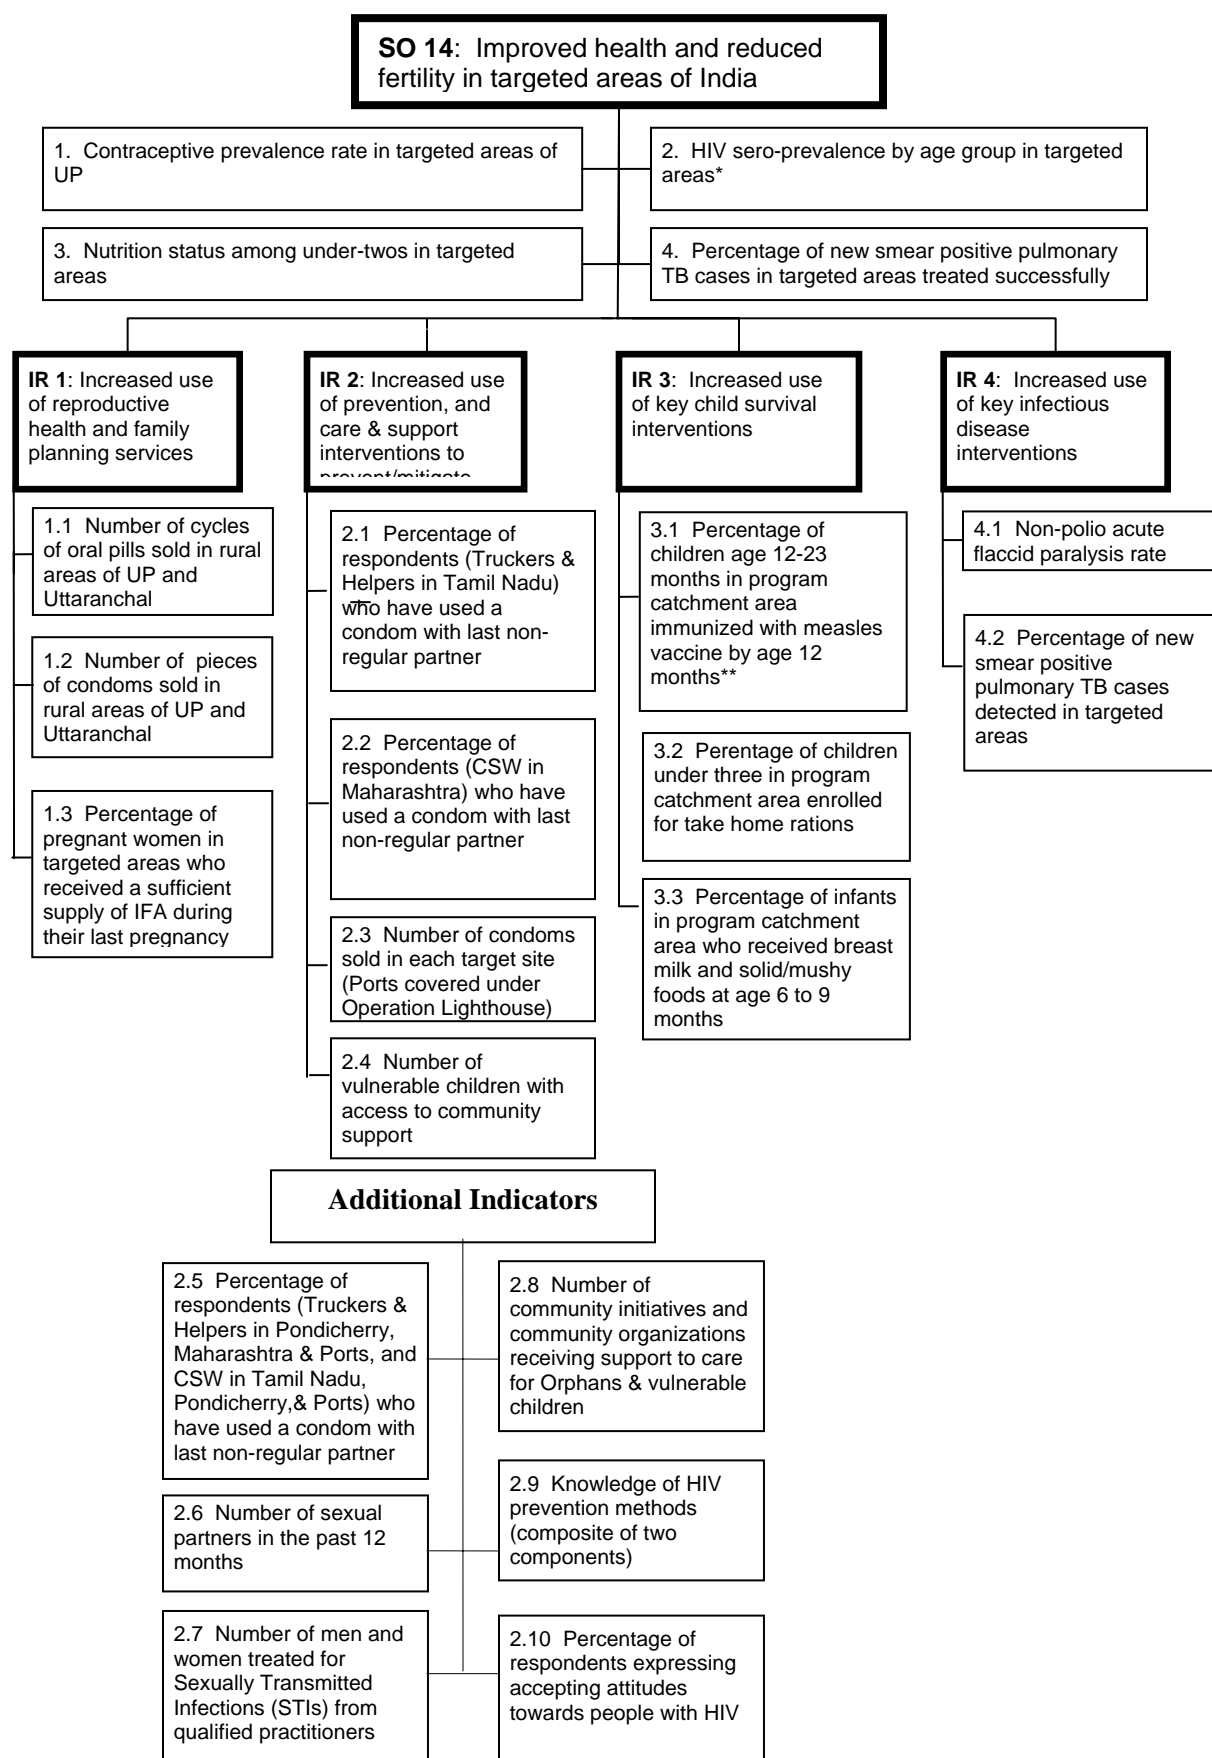 SO 14:  Improved health and reduced
fertility in targeted areas of India
1.  Contraceptive prevalence rate in targeted areas of
UP
2.  HIV sero-prevalence by age group in targeted
areas*
3.  Nutrition status among under-twos in targeted
areas
4.  Percentage of new smear positive pulmonary
TB cases in targeted areas treated successfully
IR 1: Increased use
of reproductive
health and family
planning services
IR 2: Increased use
of prevention, and
care & support
interventions to
prevent/mitigate
IR 3:  Increased use
of key child survival
interventions
IR 4:  Increased use
of key infectious
disease
interventions
1.1  Number of cycles
of oral pills sold in rural
areas of UP and
Uttaranchal
1.2  Number of  pieces
of condoms sold in
rural areas of UP and
Uttaranchal
1.3  Percentage of
pregnant women in
targeted areas who
received a sufficient
supply of IFA during
their last pregnancy
2.1  Percentage of
respondents (Truckers &
Helpers in Tamil Nadu)
who have used a
condom with last non-
regular partner
2.2  Percentage of
respondents (CSW in
Maharashtra) who have
used a condom with last
non-regular partner
2.3  Number of condoms
sold in each target site
(Ports covered under
Operation Lighthouse)
2.4  Number of
vulnerable children with
access to community
support
3.1  Percentage of
children age 12-23
months in program
catchment area
immunized with measles
vaccine by age 12
months**
3.2  Perentage of children
under three in program
catchment area enrolled
for take home rations
3.3  Percentage of infants
in program catchment
area who received breast
milk and solid/mushy
foods at age 6 to 9
months
4.1  Non-polio acute
flaccid paralysis rate
4.2  Percentage of new
smear positive
pulmonary TB cases
detected in targeted
areas
Additional Indicators
2.5  Percentage of
respondents (Truckers &
Helpers in Pondicherry,
Maharashtra & Ports, and
CSW in Tamil Nadu,
Pondicherry,& Ports) who
have used a condom with
last non-regular partner
2.6  Number of sexual
partners in the past 12
months
2.7  Number of men and
women treated for
Sexually Transmitted
Infections (STIs) from
qualified practitioners
2.8  Number of
community initiatives and
community organizations
receiving support to care
for Orphans & vulnerable
children
2.9  Knowledge of HIV
prevention methods
(composite of two
components)
2.10  Percentage of
respondents expressing
accepting attitudes
towards people with HIV